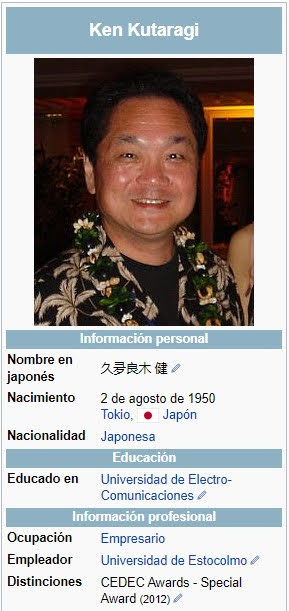 Ken Kutaragi
Información personal
Nombre en
japonés
久夛良木 健
Nacimiento
2 de agosto de 1950
Tokio, Japón
Nacionalidad
Japonesa
Educación
Educado en
Universidad de Electro-
Comunicaciones
Información profesional
Ocupación
Empresario
Empleador
Universidad de Estocolmo
Distinciones
CEDEC Awards - Special
Award (2012)